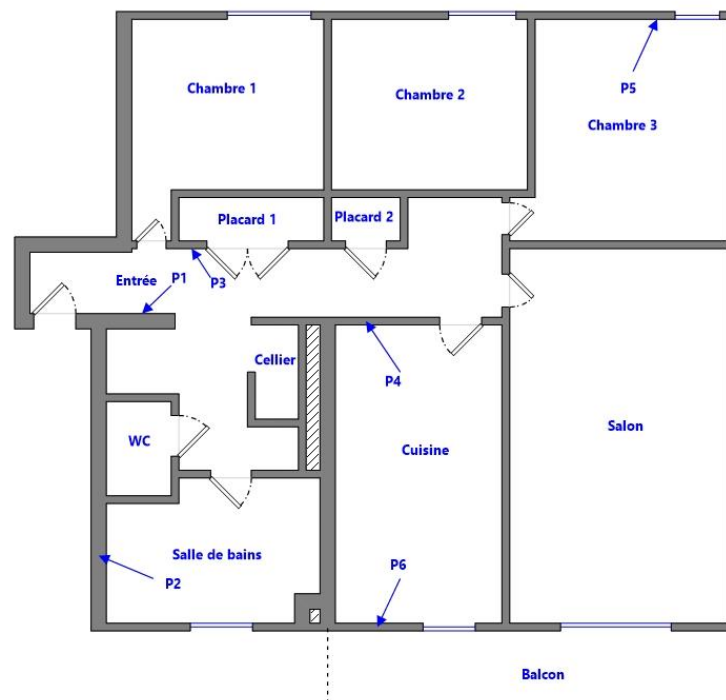 Chambre 1
Chambre 2
P5
Chambre 3
Placard 1
Placard 2
Entrée
P1
P3
Cellier
P4
WC
Cuisine
Salon
Salle de bains
P2
P6
Balcon